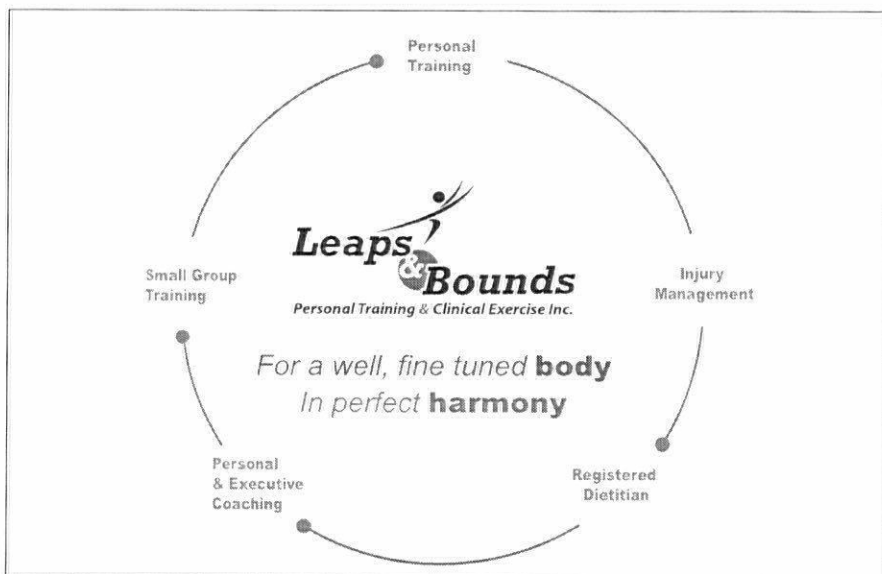 Personal
Training
Leaps
&
Bounds
Personal Training & Clinical Exercise Inc.
Small Group
Training
Injury
Management
For a well, fine tuned body
In perfect harmony
Personal
& Executive
Coaching
Registered
Dietitian